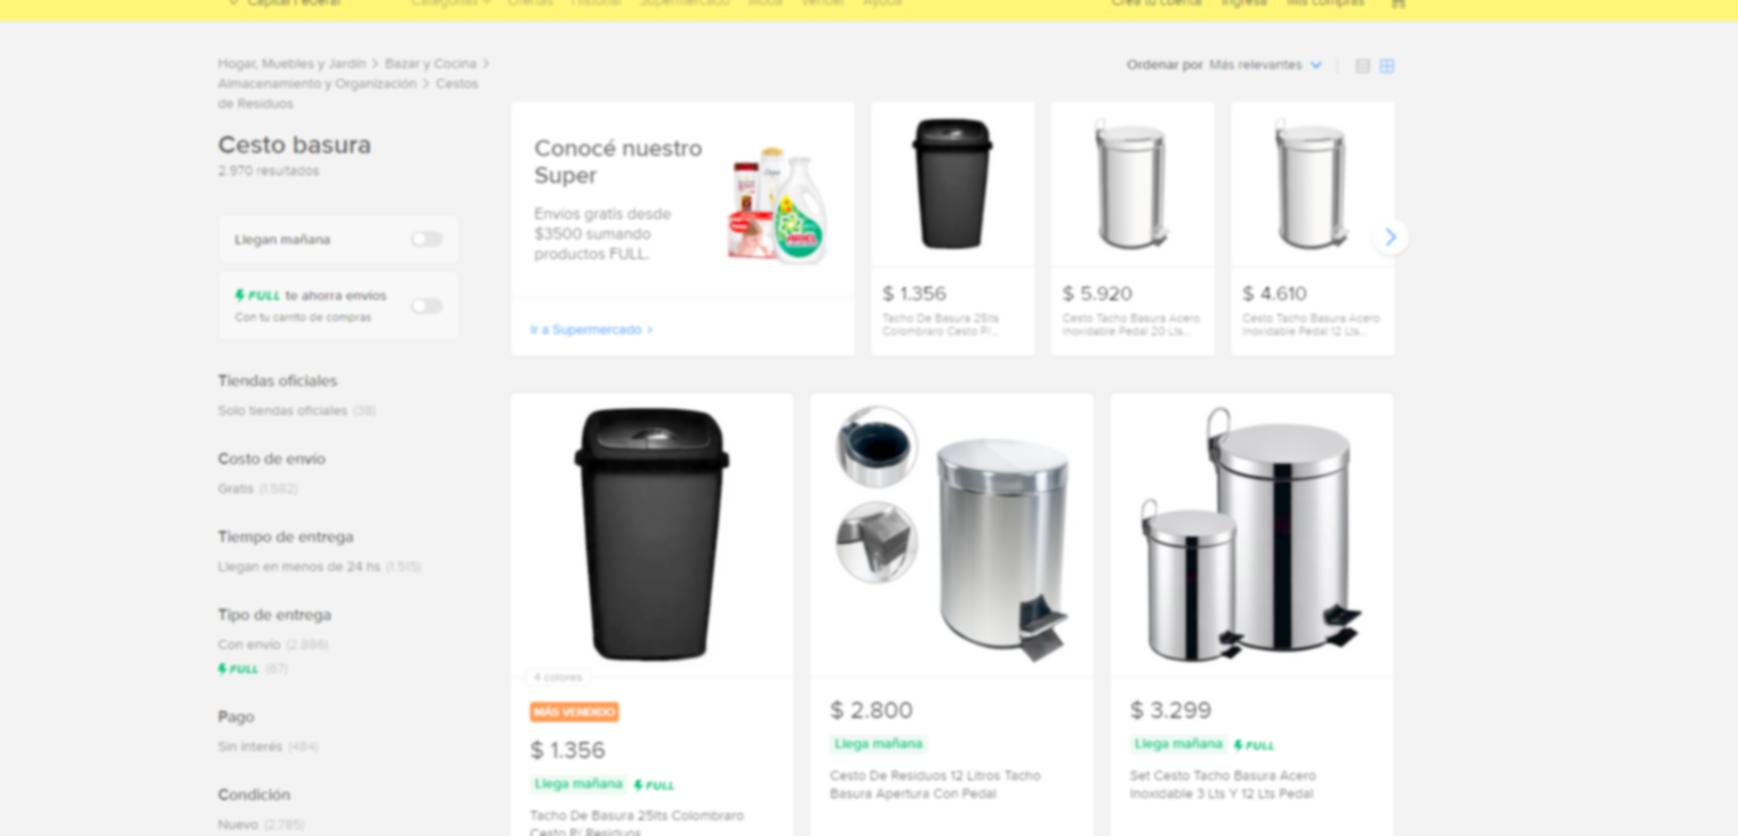 Capital Federal
Categorías Ofertas Historial Supermercado Moda Vender Ayuda
Crea tu cuenta Ingresa Mis compras
Hogar, Muebles y Jardín > Bazar y Cocina >
Almacenamiento y Organización > Cestos
de Residuos
Cesto basura
2.970 resultados
Ordenar por Más relevantes
Llegan mañana
FULL te ahorra envíos
Con tu carrito de compras
Tiendas oficiales
Solo tiendas oficiales (38)
Costo de envío
Gratis (1.582)
Tiempo de entrega
Llegan en menos de 24 hs (1.515)
Tipo de entrega
Con envío (2.886)
FULL (67)
Pago
Sin interés (484)
Condición
Nuevo (2.785)
Conocé nuestro
Super
Envíos gratis desde
$3500 sumando
productos FULL.
Ir a Supermercado >
$ 1.356
Tacho De Basura 25lts
Colombraro Cesto P/...
$ 5.920
Cesto Tacho Basura Acero
Inoxidable Pedal 20 Lts...
$ 4.610
Cesto Tacho Basura Acero
Inoxidable Pedal 12 Lts...
4 colores
MÁS VENDIDO
$ 1.356
Llega mañana FULL
Tacho De Basura 25lts Colombraro
Cesto P/ Residuos
$ 2.800
Llega mañana
Cesto De Residuos 12 Litros Tacho
Basura Apertura Con Pedal
$ 3.299
Llega mañana FULL
Set Cesto Tacho Basura Acero
Inoxidable 3 Lts Y 12 Lts Pedal